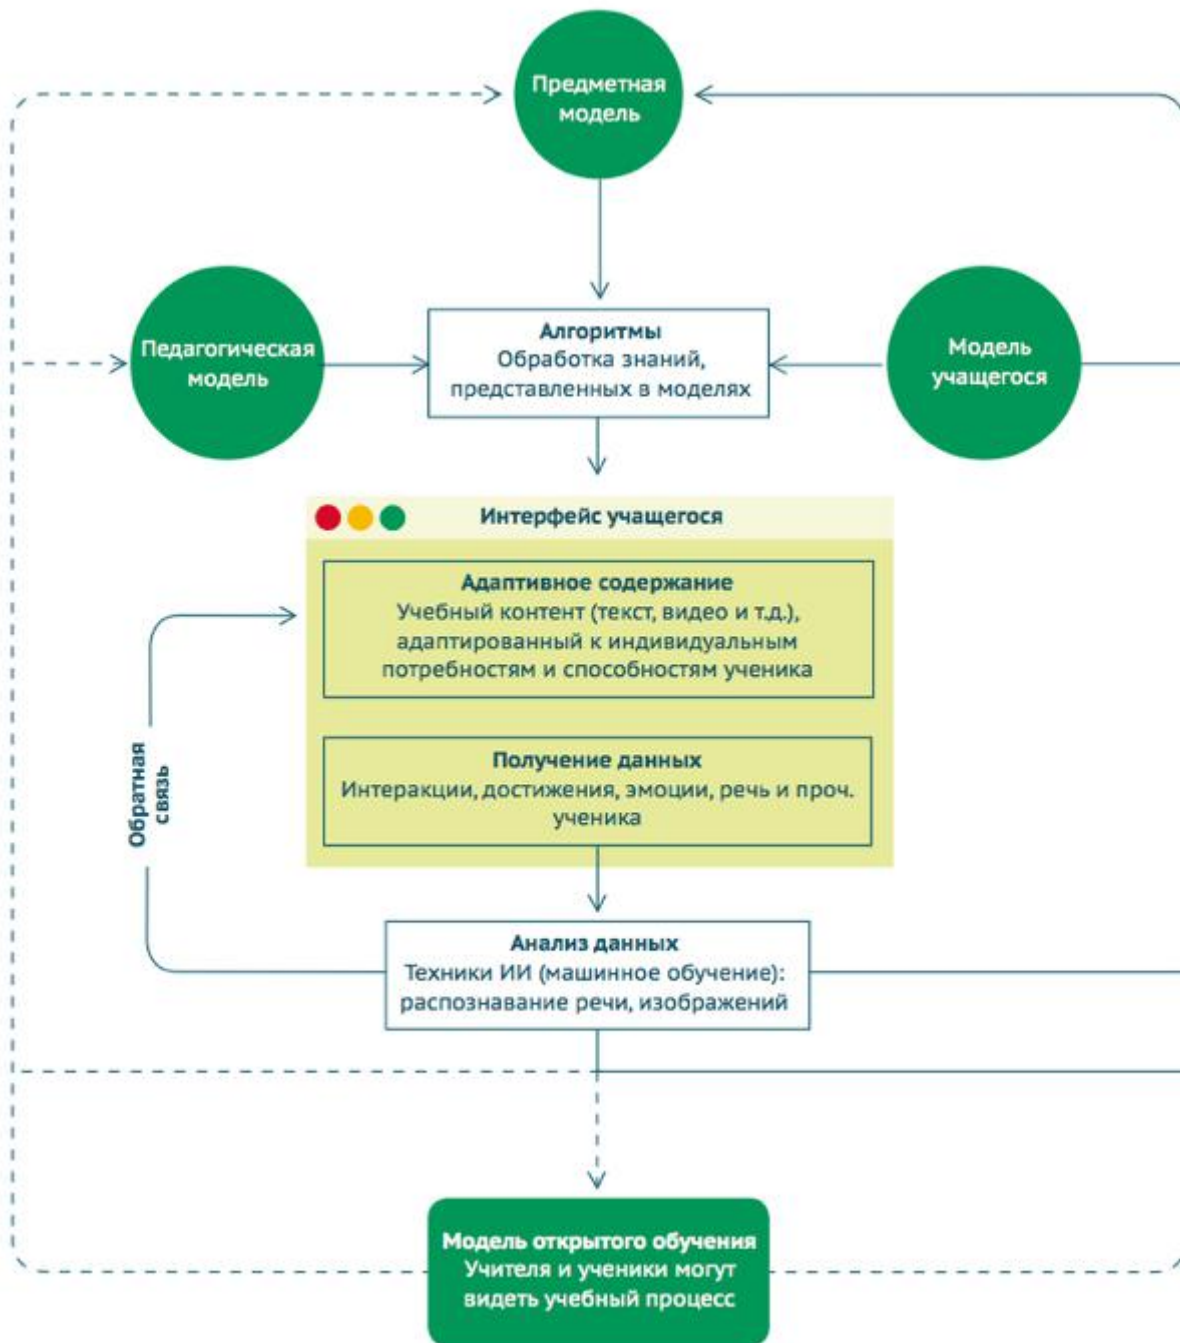 Предметная
модель
Педагогическая
модель
Алгоритмы
Обработка знаний,
представленных в моделях
Модель
учащегося
Интерфейс учащегося
Адаптивное содержание
Учебный контент (текст, видео и т.д.),
адаптированный к индивидуальным
потребностям и способностям ученика
Обратная
связь
Получение данных
Интеракции, достижения, эмоции, речь и проч.
ученика
Анализ данных
Техники ИИ (машинное обучение):
распознавание речи, изображений
Модель открытого обучения
Учителя и ученики могут
видеть учебный процесс